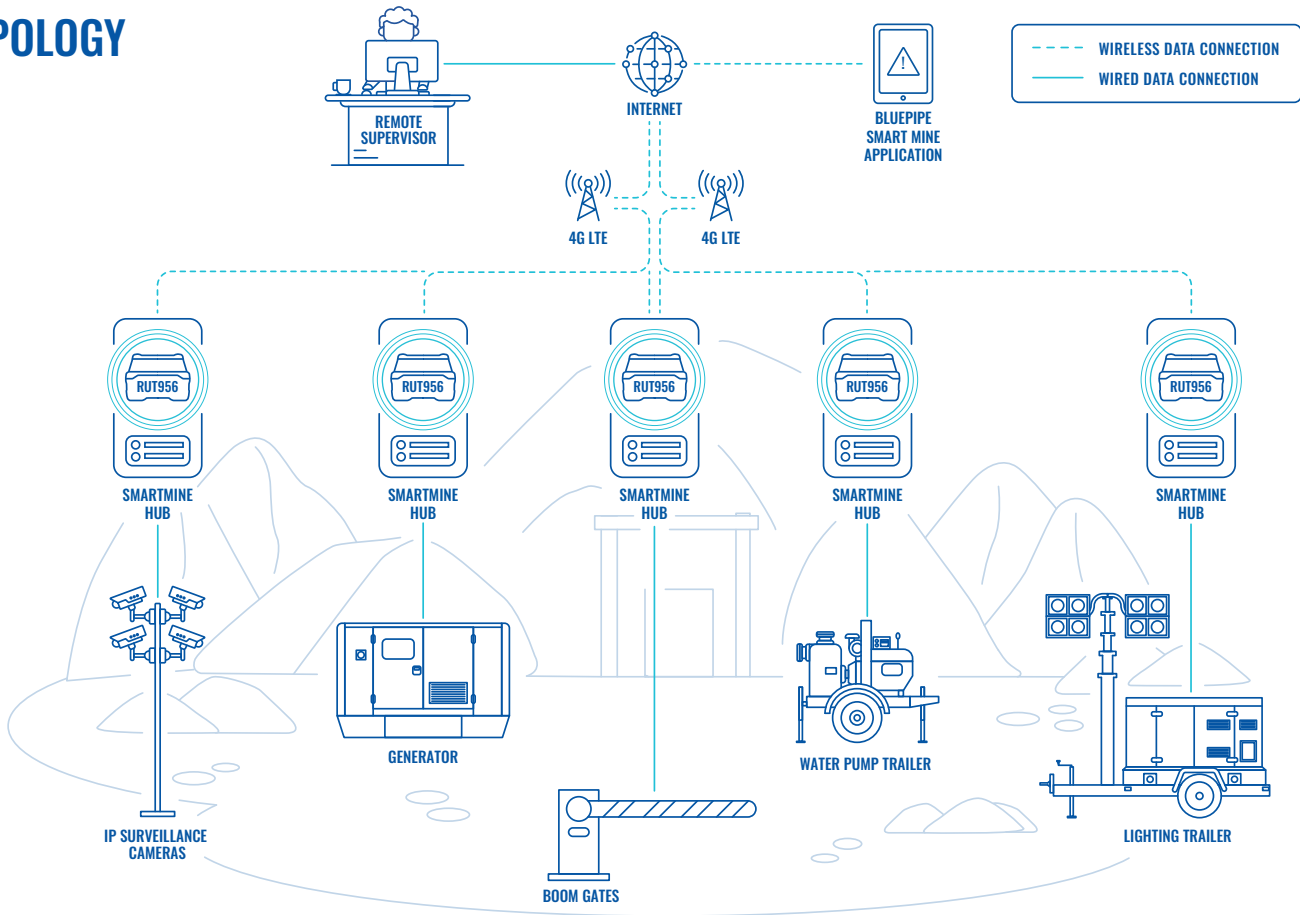 POLOGY
WIRELESS DATA CONNECTION
WIRED DATA CONNECTION
REMOTE
SUPERVISOR
INTERNET
BLUEPIPE
SMART MINE
APPLICATION
4G LTE
4G LTE
RUT956
RUT956
RUT956
RUT956
RUT956
SMARTMINE
HUB
SMARTMINE
HUB
SMARTMINE
HUB
SMARTMINE
HUB
SMARTMINE
HUB
IP SURVEILLANCE
CAMERAS
GENERATOR
BOOM GATES
WATER PUMP TRAILER
LIGHTING TRAILER